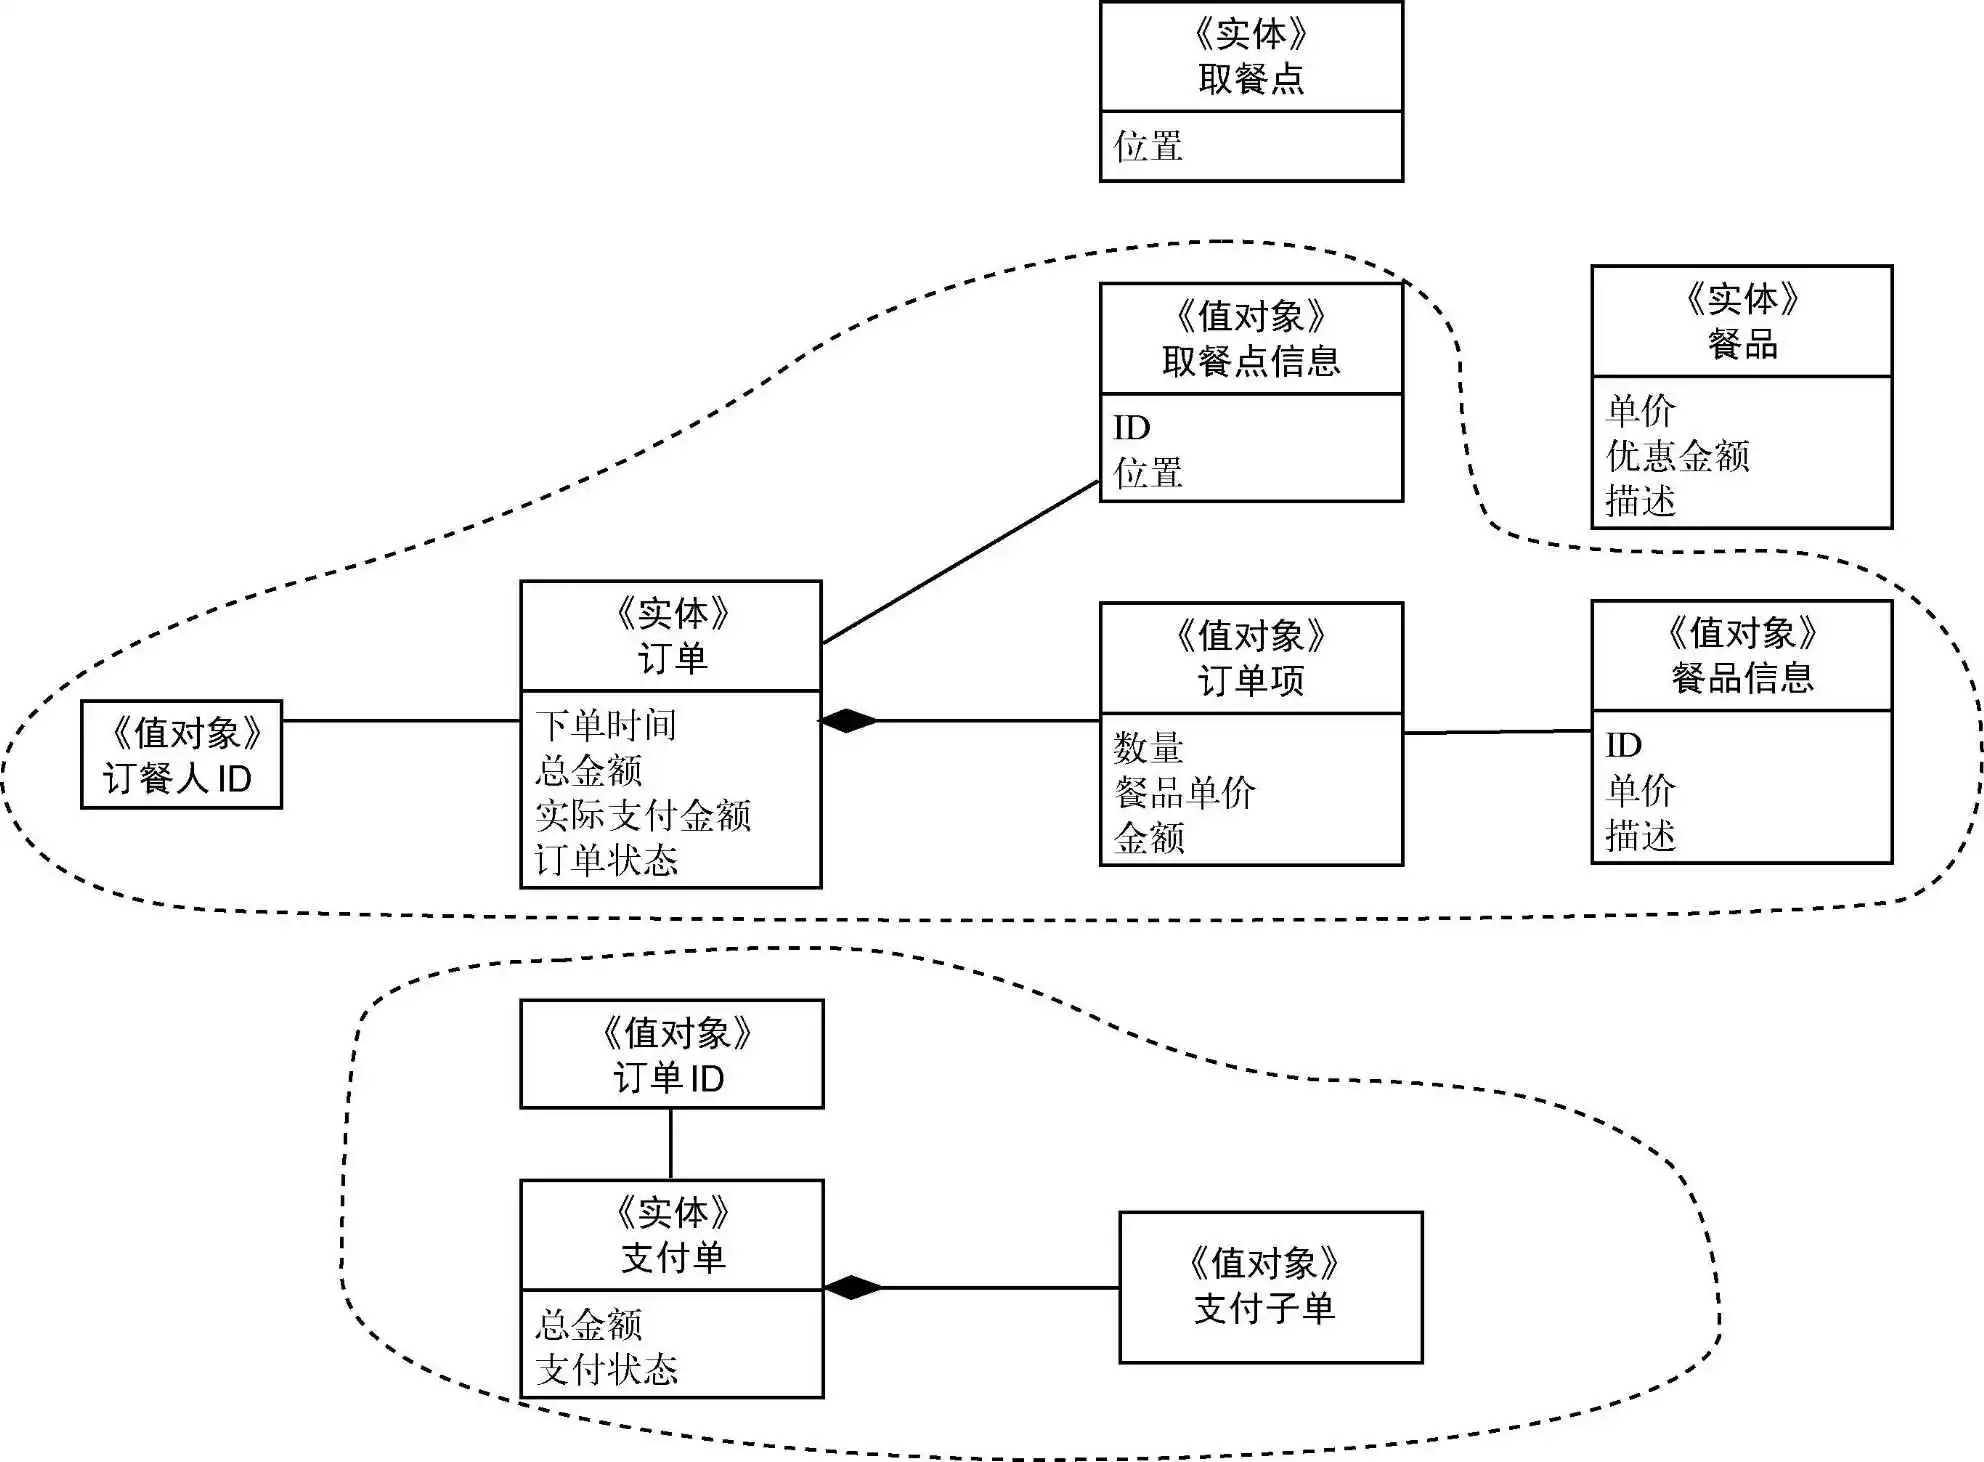 《实体》
取餐点
位置
《值对象》
取餐点信息
ID
位置
《实体》
餐品
单价
优惠金额
描述
《值对象》
订餐人 ID
《实体》
订单
下单时间
总金额
实际支付金额
订单状态
《值对象》
订单项
数量
餐品单价
金额
《值对象》
餐品信息
ID
单价
描述
《值对象》
订单 ID
《实体》
支付单
总金额
支付状态
《值对象》
支付子单